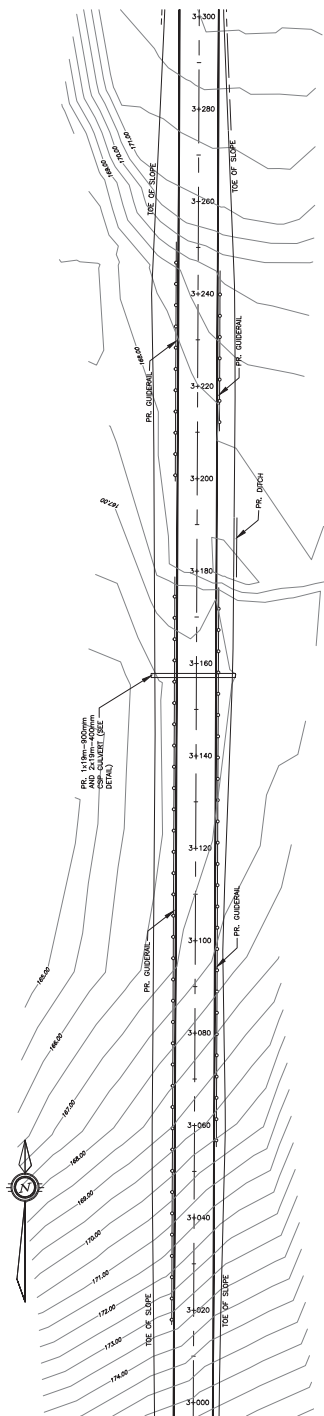 3+300
3+280
171.00
170.00
169.00
TOE OF SLOPE
TOE OF SLOPE
3+260
3+240
PR. GUIDERAIL
168.00
PR. GUIDERAIL
3+220
3+200
167.00
PR. DITCH
3+180
3+160
PR. 1x19m-900mm
AND 2x19m-400mm
CSP CULVERT (SEE
DETAIL)
3+140
3+120
PR. GUIDERAIL
3+100
PR. GUIDERAIL
165.00
3+080
166.00
167.00
3+060
168.00
N
169.00
3+040
170.00
171.00
TOE OF SLOPE
TOE OF SLOPE
172.00
3+020
173.00
174.00
3+000